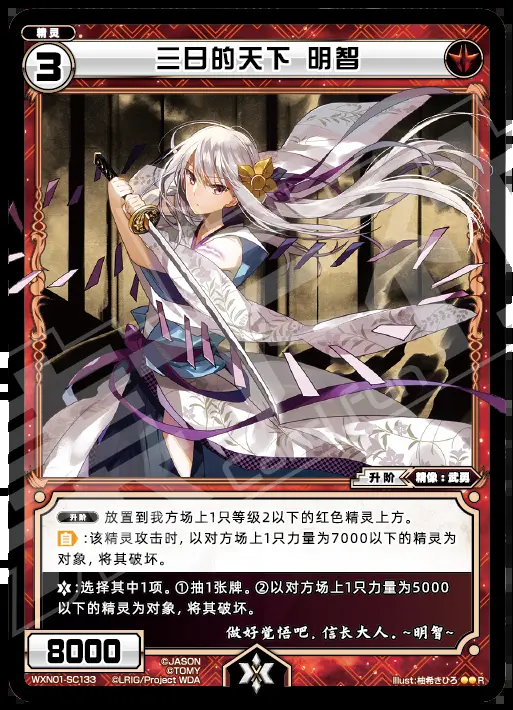 精灵
3
三日的天下 明智
升阶
精像：武勇
升阶 放置到我方场上1只等级2以下的红色精灵上方。
自：该精灵攻击时，以对方场上1只力量为7000以下的精灵为
对象，将其破坏。
：选择其中1项。①抽1张牌。②以对方场上1只力量为5000
以下的精灵为对象，将其破坏。
做好觉悟吧，信长大人。~明智~
8000
©JASON
©TOMY
WXN01-SC133 ©LRIG/Project WDA
Illust:柚希きひろ R